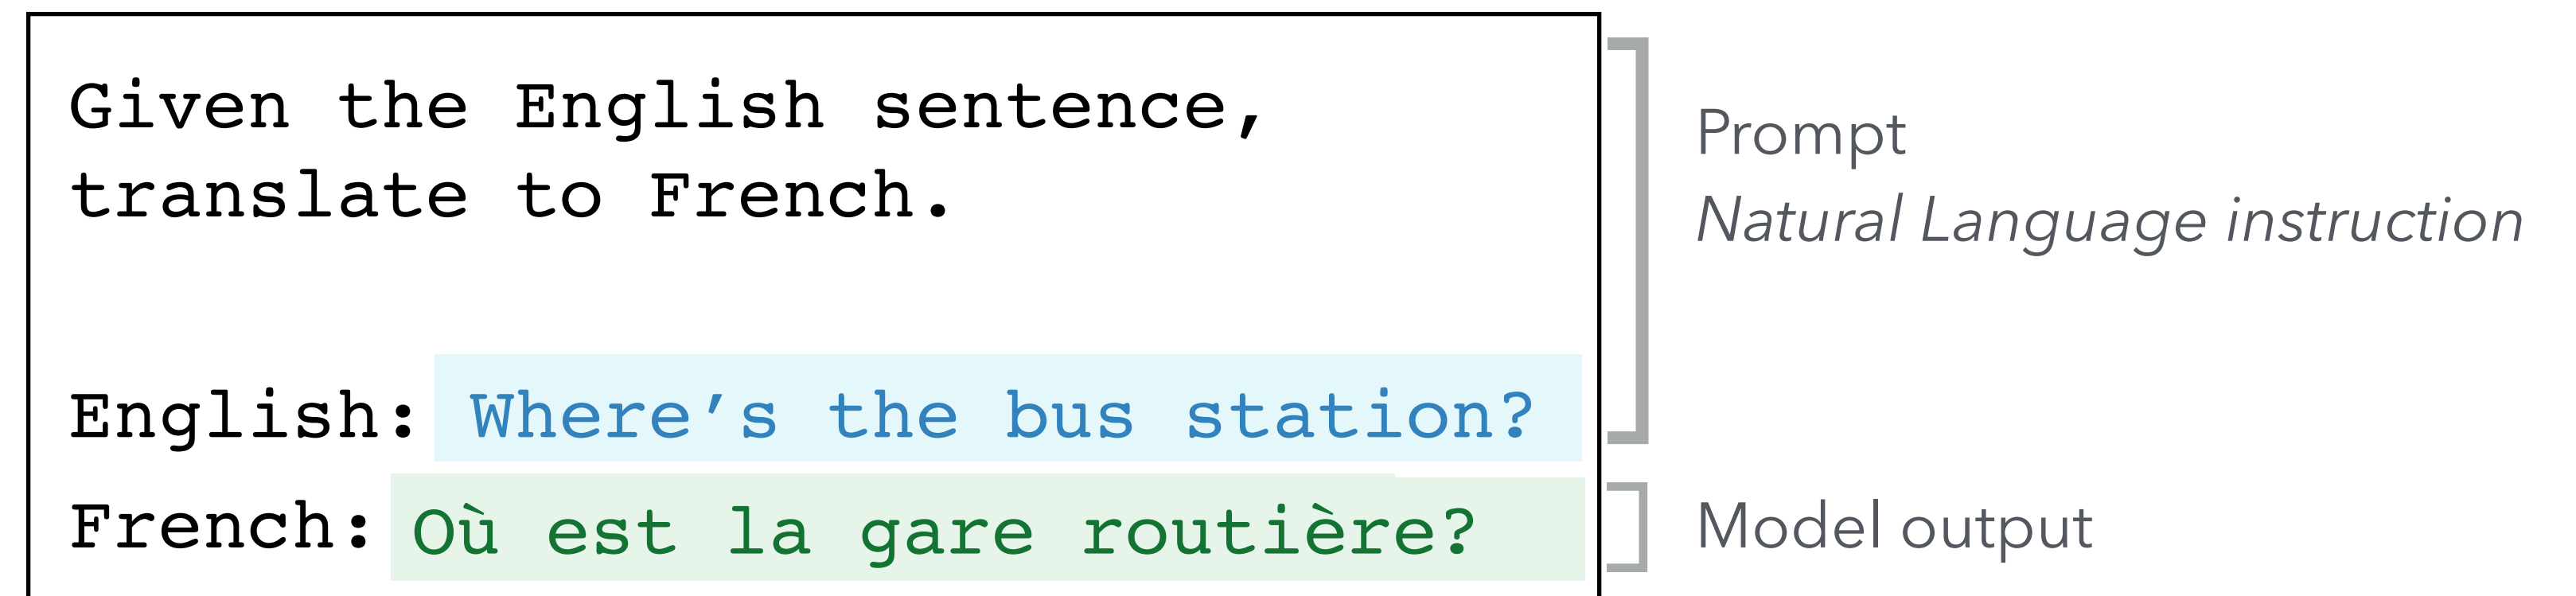 Given the English sentence,
translate to French.
English: Where’s the bus station?
French: Où est la gare routière?
Prompt
Natural Language instruction
Model output